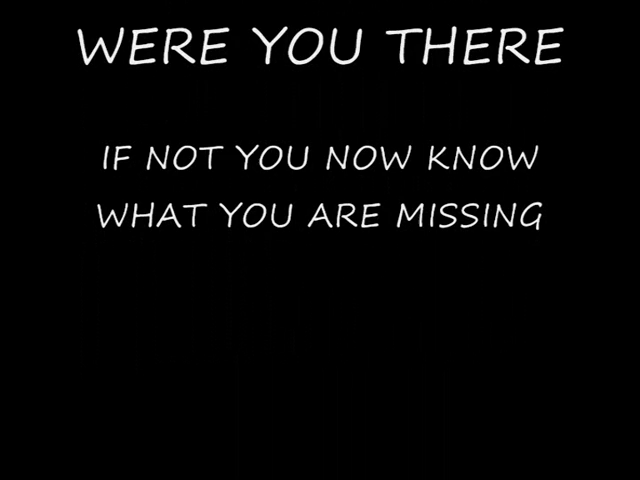 WERE YOU THERE
IF NOT YOU NOW KNOW
WHAT YOU ARE MISSING